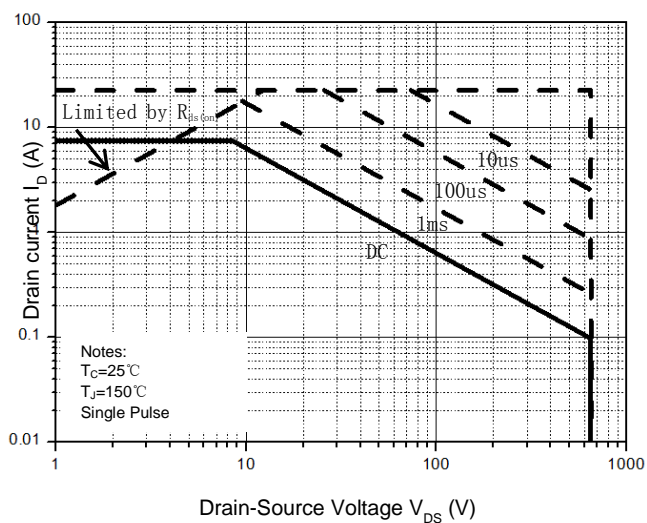 100
10
1
0.1
0.01
Drain current I_D (A)
Limited by R_ds(on)
10us
100us
1ms
DC
Notes:
T_C=25℃
T_J=150℃
Single Pulse
1 10 100 1000
Drain-Source Voltage V_DS (V)